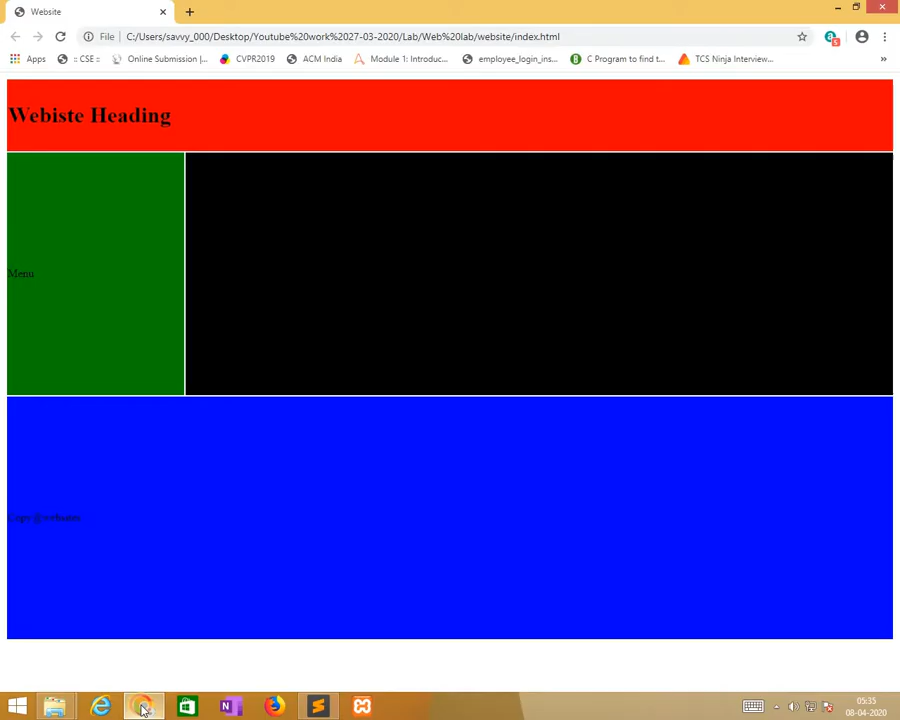 Website
File C:/Users/savvy_000/Desktop/Youtube%20work%2027-03-2020/Lab/Web%20lab/website/index.html
Apps :: CSE :: Online Submission |... CVPR2019 ACM India Module 1: Introduc... employee_login_ins... C Program to find t... TCS Ninja Interview... »
Webiste Heading
Menu
05:35
08-04-2020